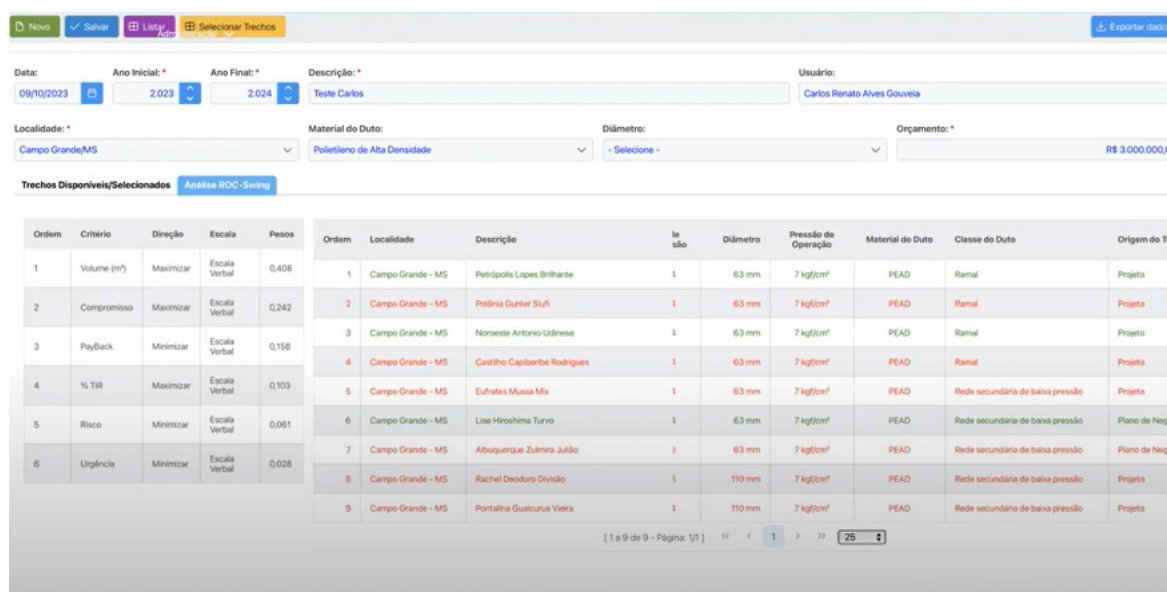 Novo Salvar Listar Selecionar Trechos Exportar dado
Data: Ano Inicial: * Ano Final: * Descrição: * Usuário:
09/10/2023 2.023 2.024 Teste Carlos Carlos Renato Alves Gouveia
Localidade: * Material do Duto: Diâmetro: Orçamento: *
Campo Grande/MS Polietileno de Alta Densidade - Selecione - R$ 3.000.000,0
Trechos Disponíveis/Selecionados Análise ROC-Swing
Ordem Critério Direção Escala Pesos
1 Volume (m³) Maximizar Escala Verbal 0,408
2 Compromisso Maximizar Escala Verbal 0,242
3 PayBack Minimizar Escala Verbal 0,158
4 % TIR Maximizar Escala Verbal 0,103
5 Risco Minimizar Escala Verbal 0,061
6 Urgência Minimizar Escala Verbal 0,028
Ordem Localidade Descrição le são Diâmetro Pressão de Operação Material do Duto Classe do Duto Origem do T
1 Campo Grande - MS Petrópolis Lopes Brilhante 1 63 mm 7 kgf/cm² PEAD Ramal Projeto
2 Campo Grande - MS Polônia Gunter Siufi 1 63 mm 7 kgf/cm² PEAD Ramal Projeto
3 Campo Grande - MS Noroeste Antonio Udinese 1 63 mm 7 kgf/cm² PEAD Ramal Projeto
4 Campo Grande - MS Castilho Capibaribe Rodrigues 1 63 mm 7 kgf/cm² PEAD Ramal Projeto
5 Campo Grande - MS Eufrates Mussa Mix 1 63 mm 7 kgf/cm² PEAD Rede secundária de baixa pressão Projeto
6 Campo Grande - MS Lise Hiroshima Turvo 1 63 mm 7 kgf/cm² PEAD Rede secundária de baixa pressão Plano de Neg
7 Campo Grande - MS Albuquerque Zulmira Julião 1 63 mm 7 kgf/cm² PEAD Rede secundária de baixa pressão Plano de Neg
8 Campo Grande - MS Rachel Deodoro Divisão 1 110 mm 7 kgf/cm² PEAD Rede secundária de baixa pressão Projeto
9 Campo Grande - MS Pontalina Guaicurus Vieira 1 110 mm 7 kgf/cm² PEAD Rede secundária de baixa pressão Projeto
[1 a 9 de 9 - Página: 1/1] << < 1 > >> 25